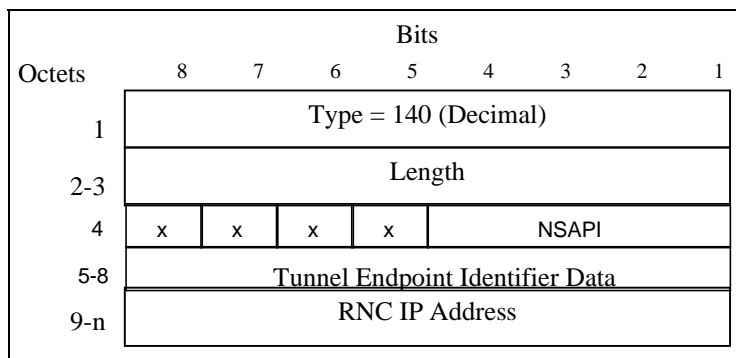 Bits
Octets 8 7 6 5 4 3 2 1
1 Type = 140 (Decimal)
2-3 Length
4 x x x x NSAPI
5-8 Tunnel Endpoint Identifier Data
9-n RNC IP Address